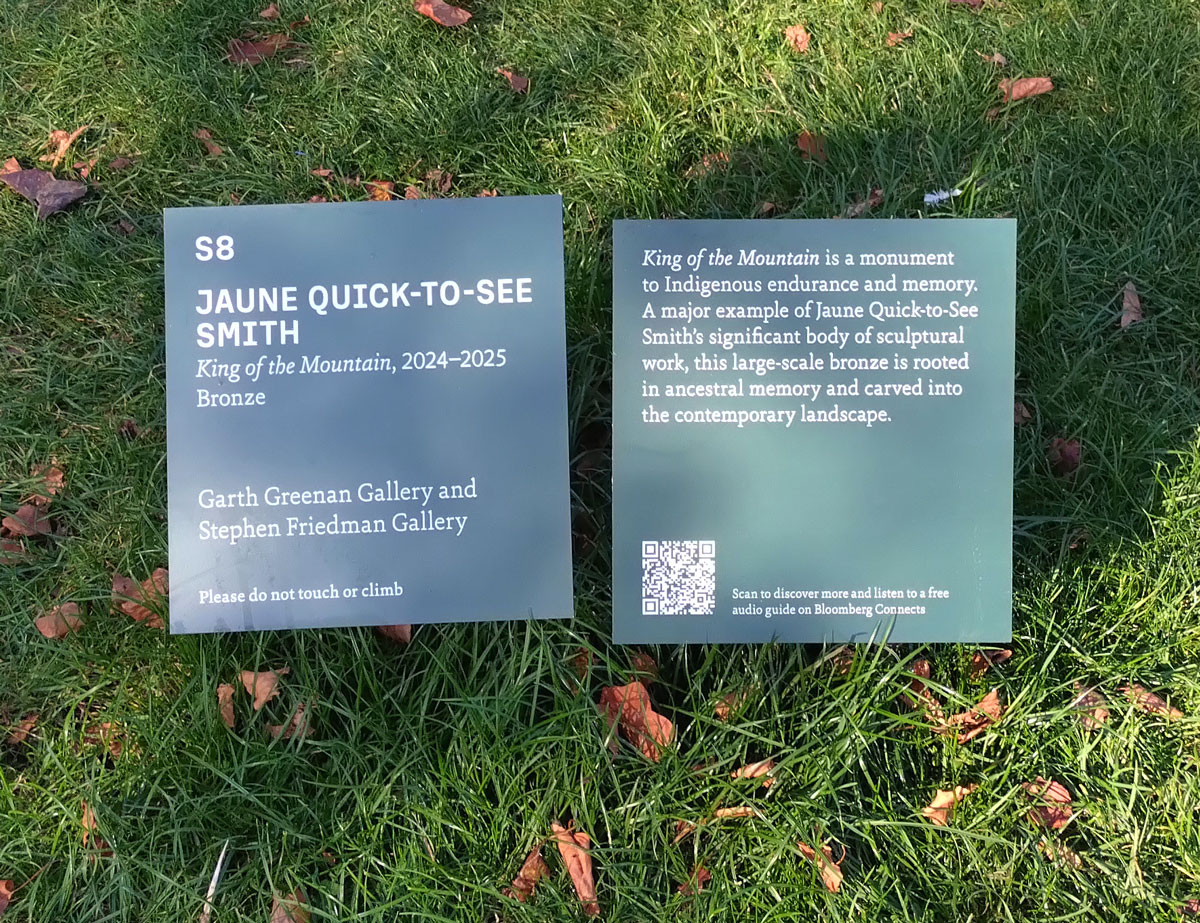 S8
JAUNE QUICK-TO-SEE
SMITH
King of the Mountain, 2024–2025
Bronze
Garth Greenan Gallery and
Stephen Friedman Gallery
Please do not touch or climb
King of the Mountain is a monument
to Indigenous endurance and memory.
A major example of Jaune Quick-to-See
Smith's significant body of sculptural
work, this large-scale bronze is rooted
in ancestral memory and carved into
the contemporary landscape.
Scan to discover more and listen to a free
audio guide on Bloomberg Connects